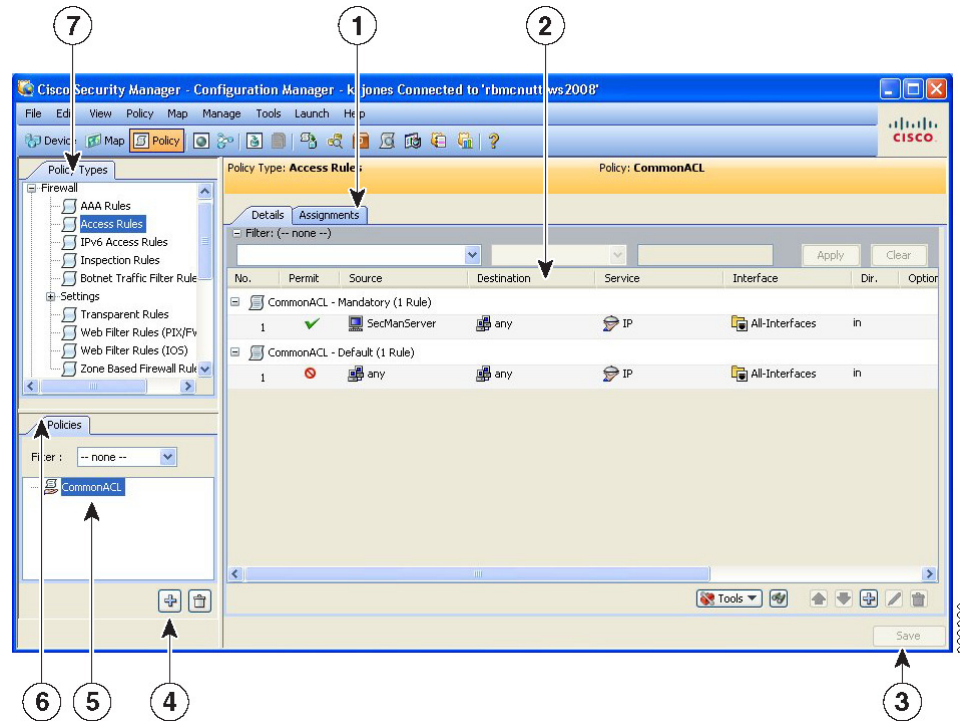 7
1
2
Cisco Security Manager - Configuration Manager - Connected to 'rbmcnutt ws2008'
File Edit View Policy Map Manage Tools Launch Help
Device Map Policy ?
CISCO
Policy Types
Policy Type: Access Rules Policy: CommonACL
Firewall
AAA Rules
Access Rules
IPv6 Access Rules
Inspection Rules
Botnet Traffic Filter Rule
Settings
Transparent Rules
Web Filter Rules (PIX/FW
Web Filter Rules (IOS)
Zone Based Firewall Rule
Details Assignments
Filter: (-- none --)
Apply Clear
No. Permit Source Destination Service Interface Dir. Option
CommonACL - Mandatory (1 Rule)
1 SecManServer any IP All-Interfaces in
CommonACL - Default (1 Rule)
1 any any IP All-Interfaces in
Policies
Filter : -- none --
CommonACL
Tools
Save
6
5
4
3